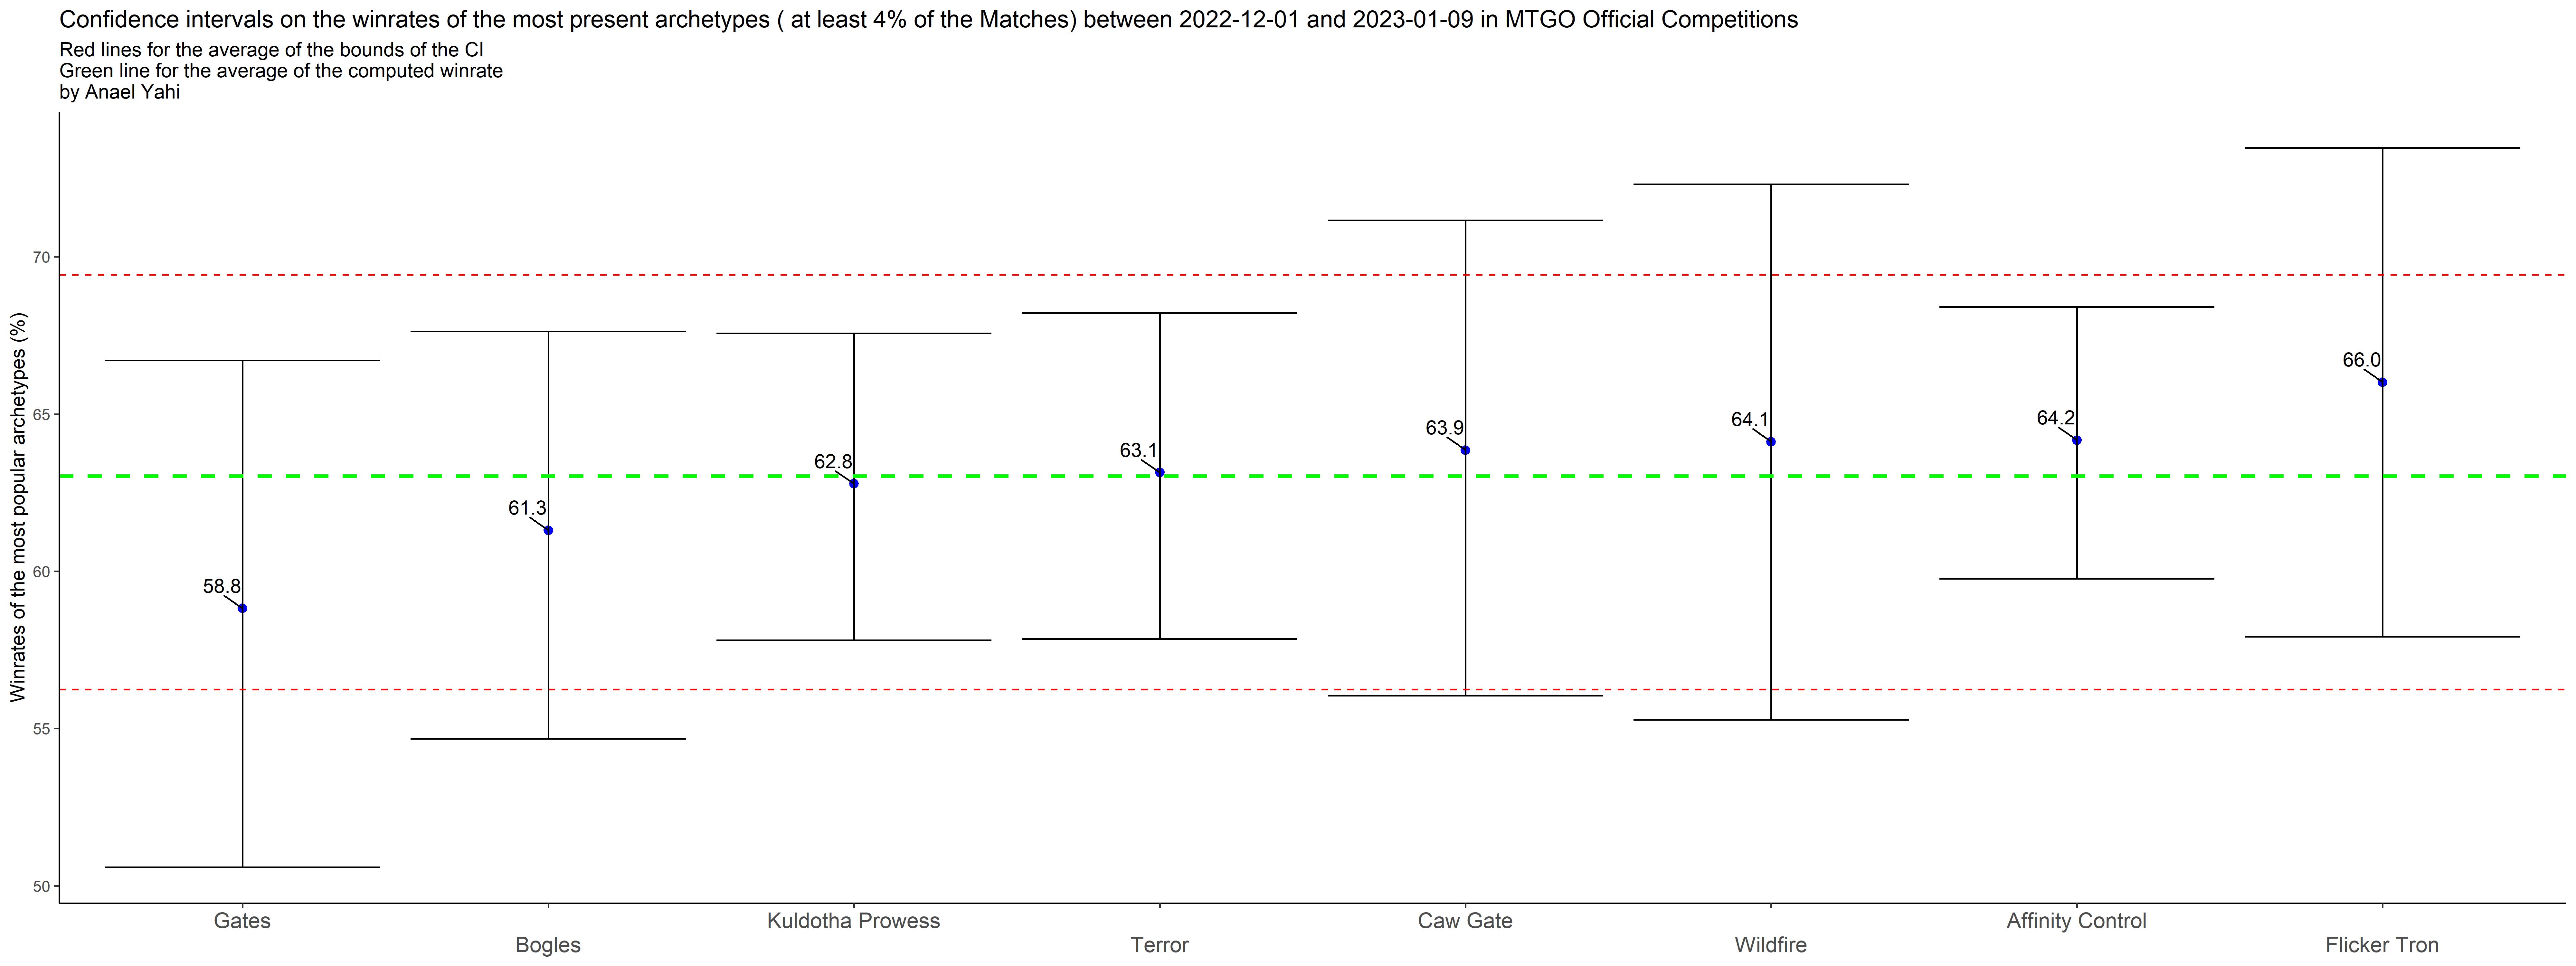 Confidence intervals on the winrates of the most present archetypes ( at least 4% of the Matches) between 2022-12-01 and 2023-01-09 in MTGO Official Competitions
Red lines for the average of the bounds of the CI
Green line for the average of the computed winrate
by Anael Yahi
Winrates of the most popular archetypes (%)
70
65
60
55
50
58.8
61.3
62.8
63.1
63.9
64.1
64.2
66.0
Gates
Bogles
Kuldotha Prowess
Terror
Caw Gate
Wildfire
Affinity Control
Flicker Tron